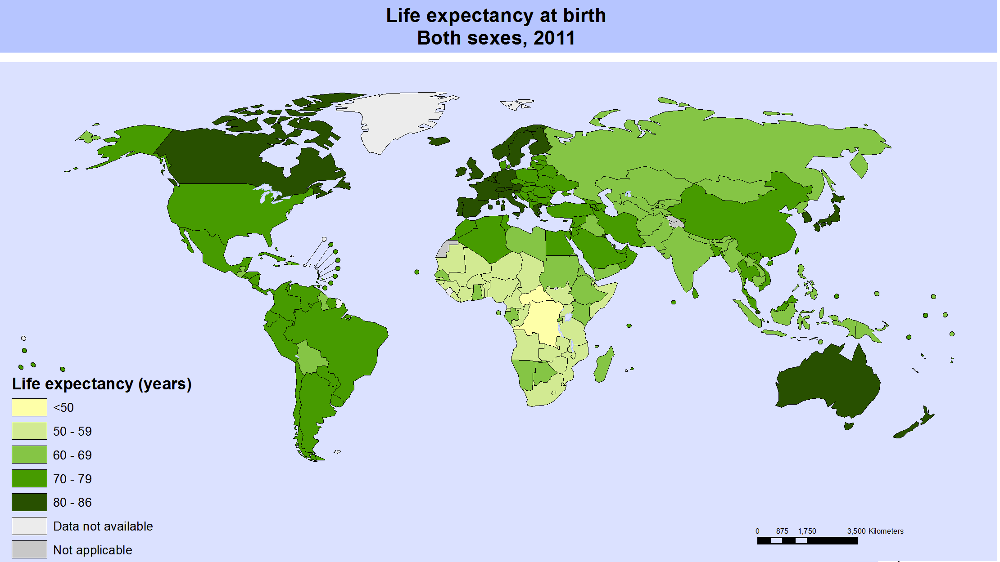 Life expectancy at birth
Both sexes, 2011
Life expectancy (years)
<50
50 - 59
60 - 69
70 - 79
80 - 86
Data not available
Not applicable
0 875 1,750 3,500 Kilometers